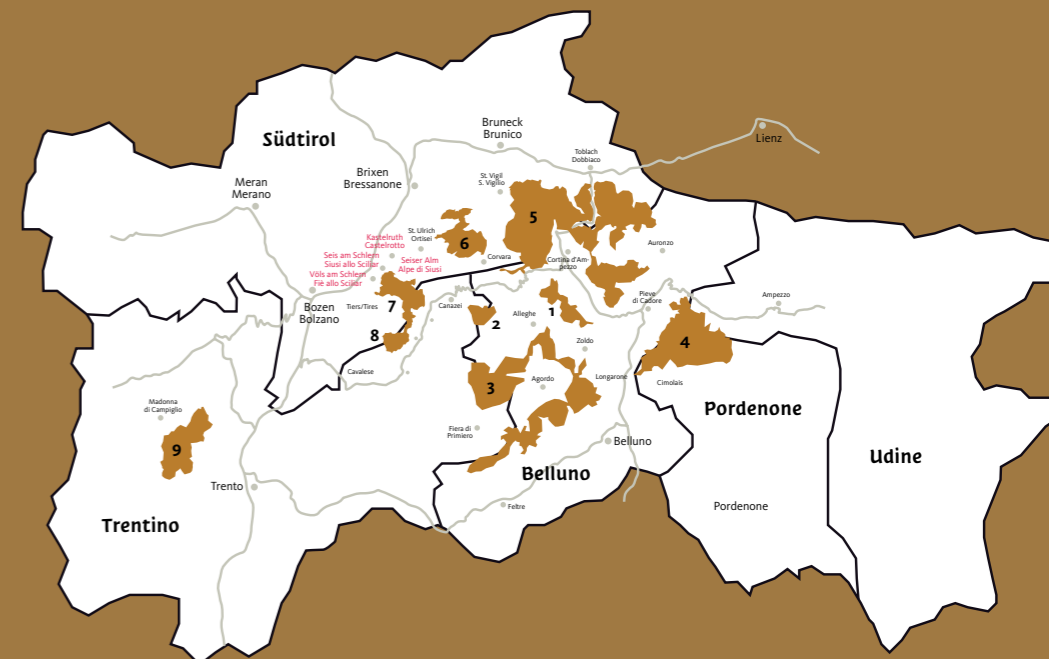 Südtirol
Bruneck
Brunico
Lienz
Toblach
Dobbiaco
Meran
Merano
Brixen
Bressanone
St. Vigil
S. Vigilio
5
Kastelruth
Castelrotto
St. Ulrich
Ortisei
6
Auronzo
Seis am Schlern
Siusi allo Sciliar
Seiser Alm
Alpe di Siusi
Corvara
Cortina d'Am-
pezzo
Völs am Schlern
Fiè allo Sciliar
Bozen
Bolzano
Tiers/Tires
7
Canazei
Pieve
di Cadore
Ampezzo
8
2
Alleghe
1
4
Zoldo
Cavalese
3
Agordo
Longarone
Cimolais
Madonna
di Campiglio
Pordenone
Fiera di
Primiero
9
Belluno
Udine
Trento
Belluno
Trentino
Feltre
Pordenone